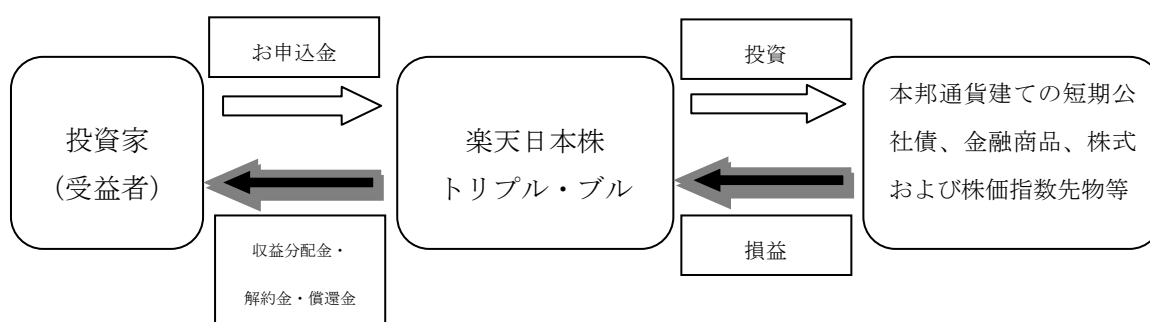 お申込金
投資
投資家
(受益者)
楽天日本株
トリプル・ブル
本邦通貨建ての短期公
社債、金融商品、株式
および株価指数先物等
収益分配金・
解約金・償還金
損益